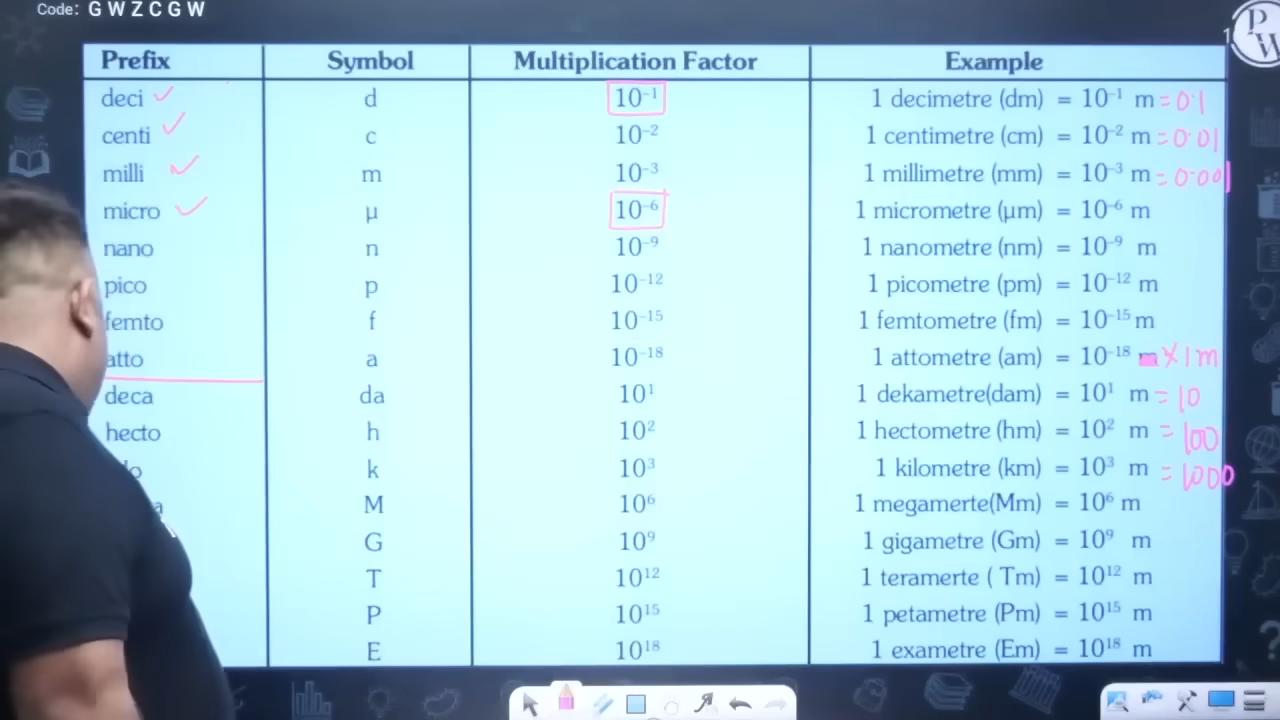 Code: G W Z C G W
PW
Prefix Symbol Multiplication Factor Example
deci d 10⁻¹ 1 decimetre (dm) = 10⁻¹ m = 0.1
centi c 10⁻² 1 centimetre (cm) = 10⁻² m = 0.01
milli m 10⁻³ 1 millimetre (mm) = 10⁻³ m = 0.001
micro µ 10⁻⁶ 1 micrometre (µm) = 10⁻⁶ m
nano n 10⁻⁹ 1 nanometre (nm) = 10⁻⁹ m
pico p 10⁻¹² 1 picometre (pm) = 10⁻¹² m
femto f 10⁻¹⁵ 1 femtometre (fm) = 10⁻¹⁵ m
atto a 10⁻¹⁸ 1 attometre (am) = 10⁻¹⁸ m × 1m
deca da 10¹ 1 dekametre(dam) = 10¹ m = 10
hecto h 10² 1 hectometre (hm) = 10² m = 100
k 10³ 1 kilometre (km) = 10³ m = 1000
M 10⁶ 1 megamerte(Mm) = 10⁶ m
G 10⁹ 1 gigametre (Gm) = 10⁹ m
T 10¹² 1 teramerte ( Tm) = 10¹² m
P 10¹⁵ 1 petametre (Pm) = 10¹⁵ m
E 10¹⁸ 1 exametre (Em) = 10¹⁸ m